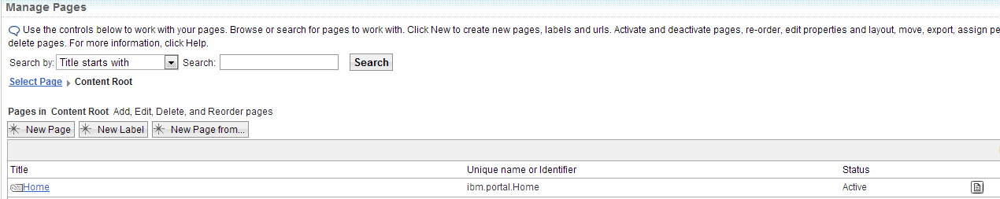 Manage Pages
Use the controls below to work with your pages. Browse or search for pages to work with. Click New to create new pages, labels and urls. Activate and deactivate pages, re-order, edit properties and layout, move, export, assign pe
delete pages. For more information, click Help.
Search by: Title starts with Search: Search
Select Page Content Root
Pages in Content Root Add, Edit, Delete, and Reorder pages
New Page New Label New Page from...
Title Unique name or Identifier Status
Home ibm.portal.Home Active